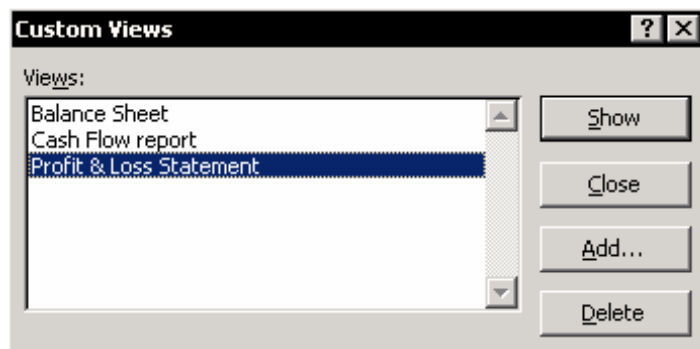 Custom Views
Views:
Balance Sheet
Cash Flow report
Profit & Loss Statement
Show
Close
Add...
Delete